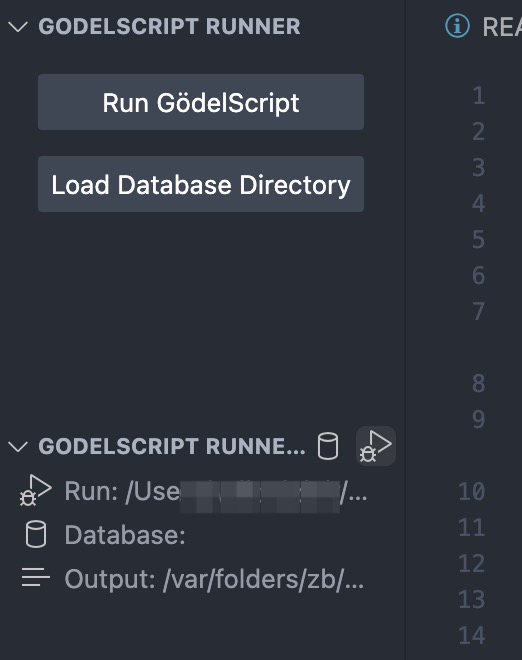 GODELSCRIPT RUNNER
Run GödelScript
Load Database Directory
GODELSCRIPT RUNNE...
Run: /Use /...
Database:
Output: /var/folders/zb/...
REA
1
2
3
4
5
6
7
8
9
10
11
12
13
14